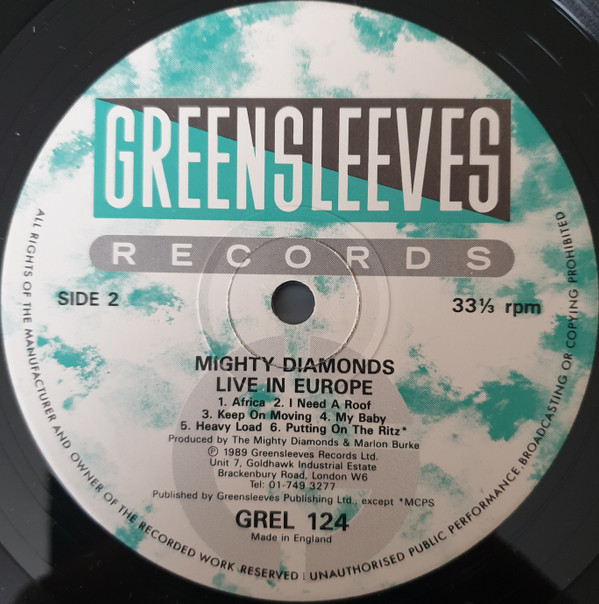 GREENSLEEVES
RECORDS
SIDE 2
33⅓ rpm
MIGHTY DIAMONDS
LIVE IN EUROPE
1. Africa 2. I Need A Roof
3. Keep On Moving 4. My Baby
5. Heavy Load 6. Putting On The Ritz*
Produced by The Mighty Diamonds & Marlon Burke
℗ 1989 Greensleeves Records Ltd.
Unit 7, Goldhawk Industrial Estate
Brackenbury Road, London W6
Tel: 01-749 3277
Published by Greensleeves Publishing Ltd., except *MCPS
GREL 124
Made in England
ALL RIGHTS OF THE MANUFACTURER AND OWNER OF THE RECORDED WORK RESERVED. UNAUTHORISED PUBLIC PERFORMANCE, BROADCASTING OR COPYING PROHIBITED